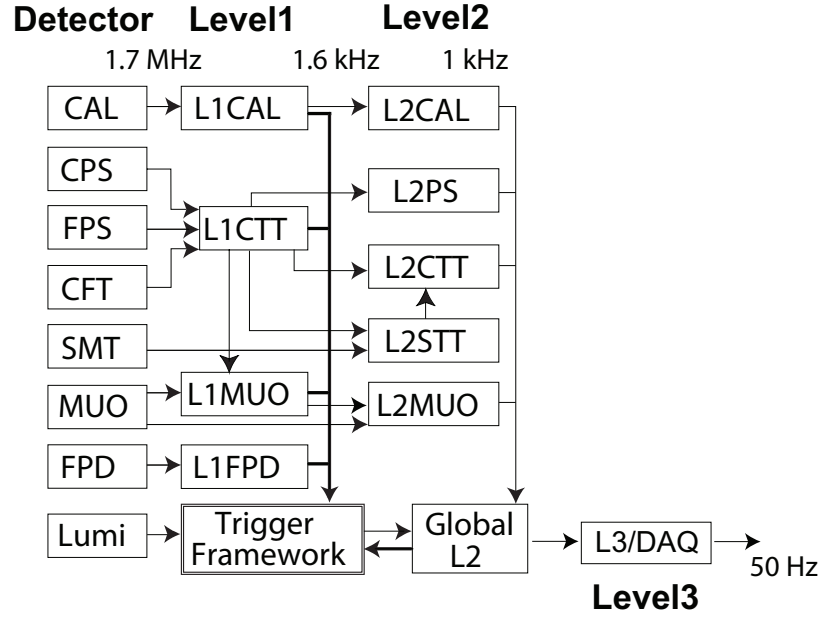 Detector Level1 Level2
1.7 MHz 1.6 kHz 1 kHz
CAL L1CAL L2CAL
CPS
L2PS
FPS L1CTT
L2CTT
CFT
SMT L2STT
MUO L1MUO L2MUO
FPD L1FPD
Lumi Trigger Framework Global L2
L3/DAQ
50 Hz
Level3